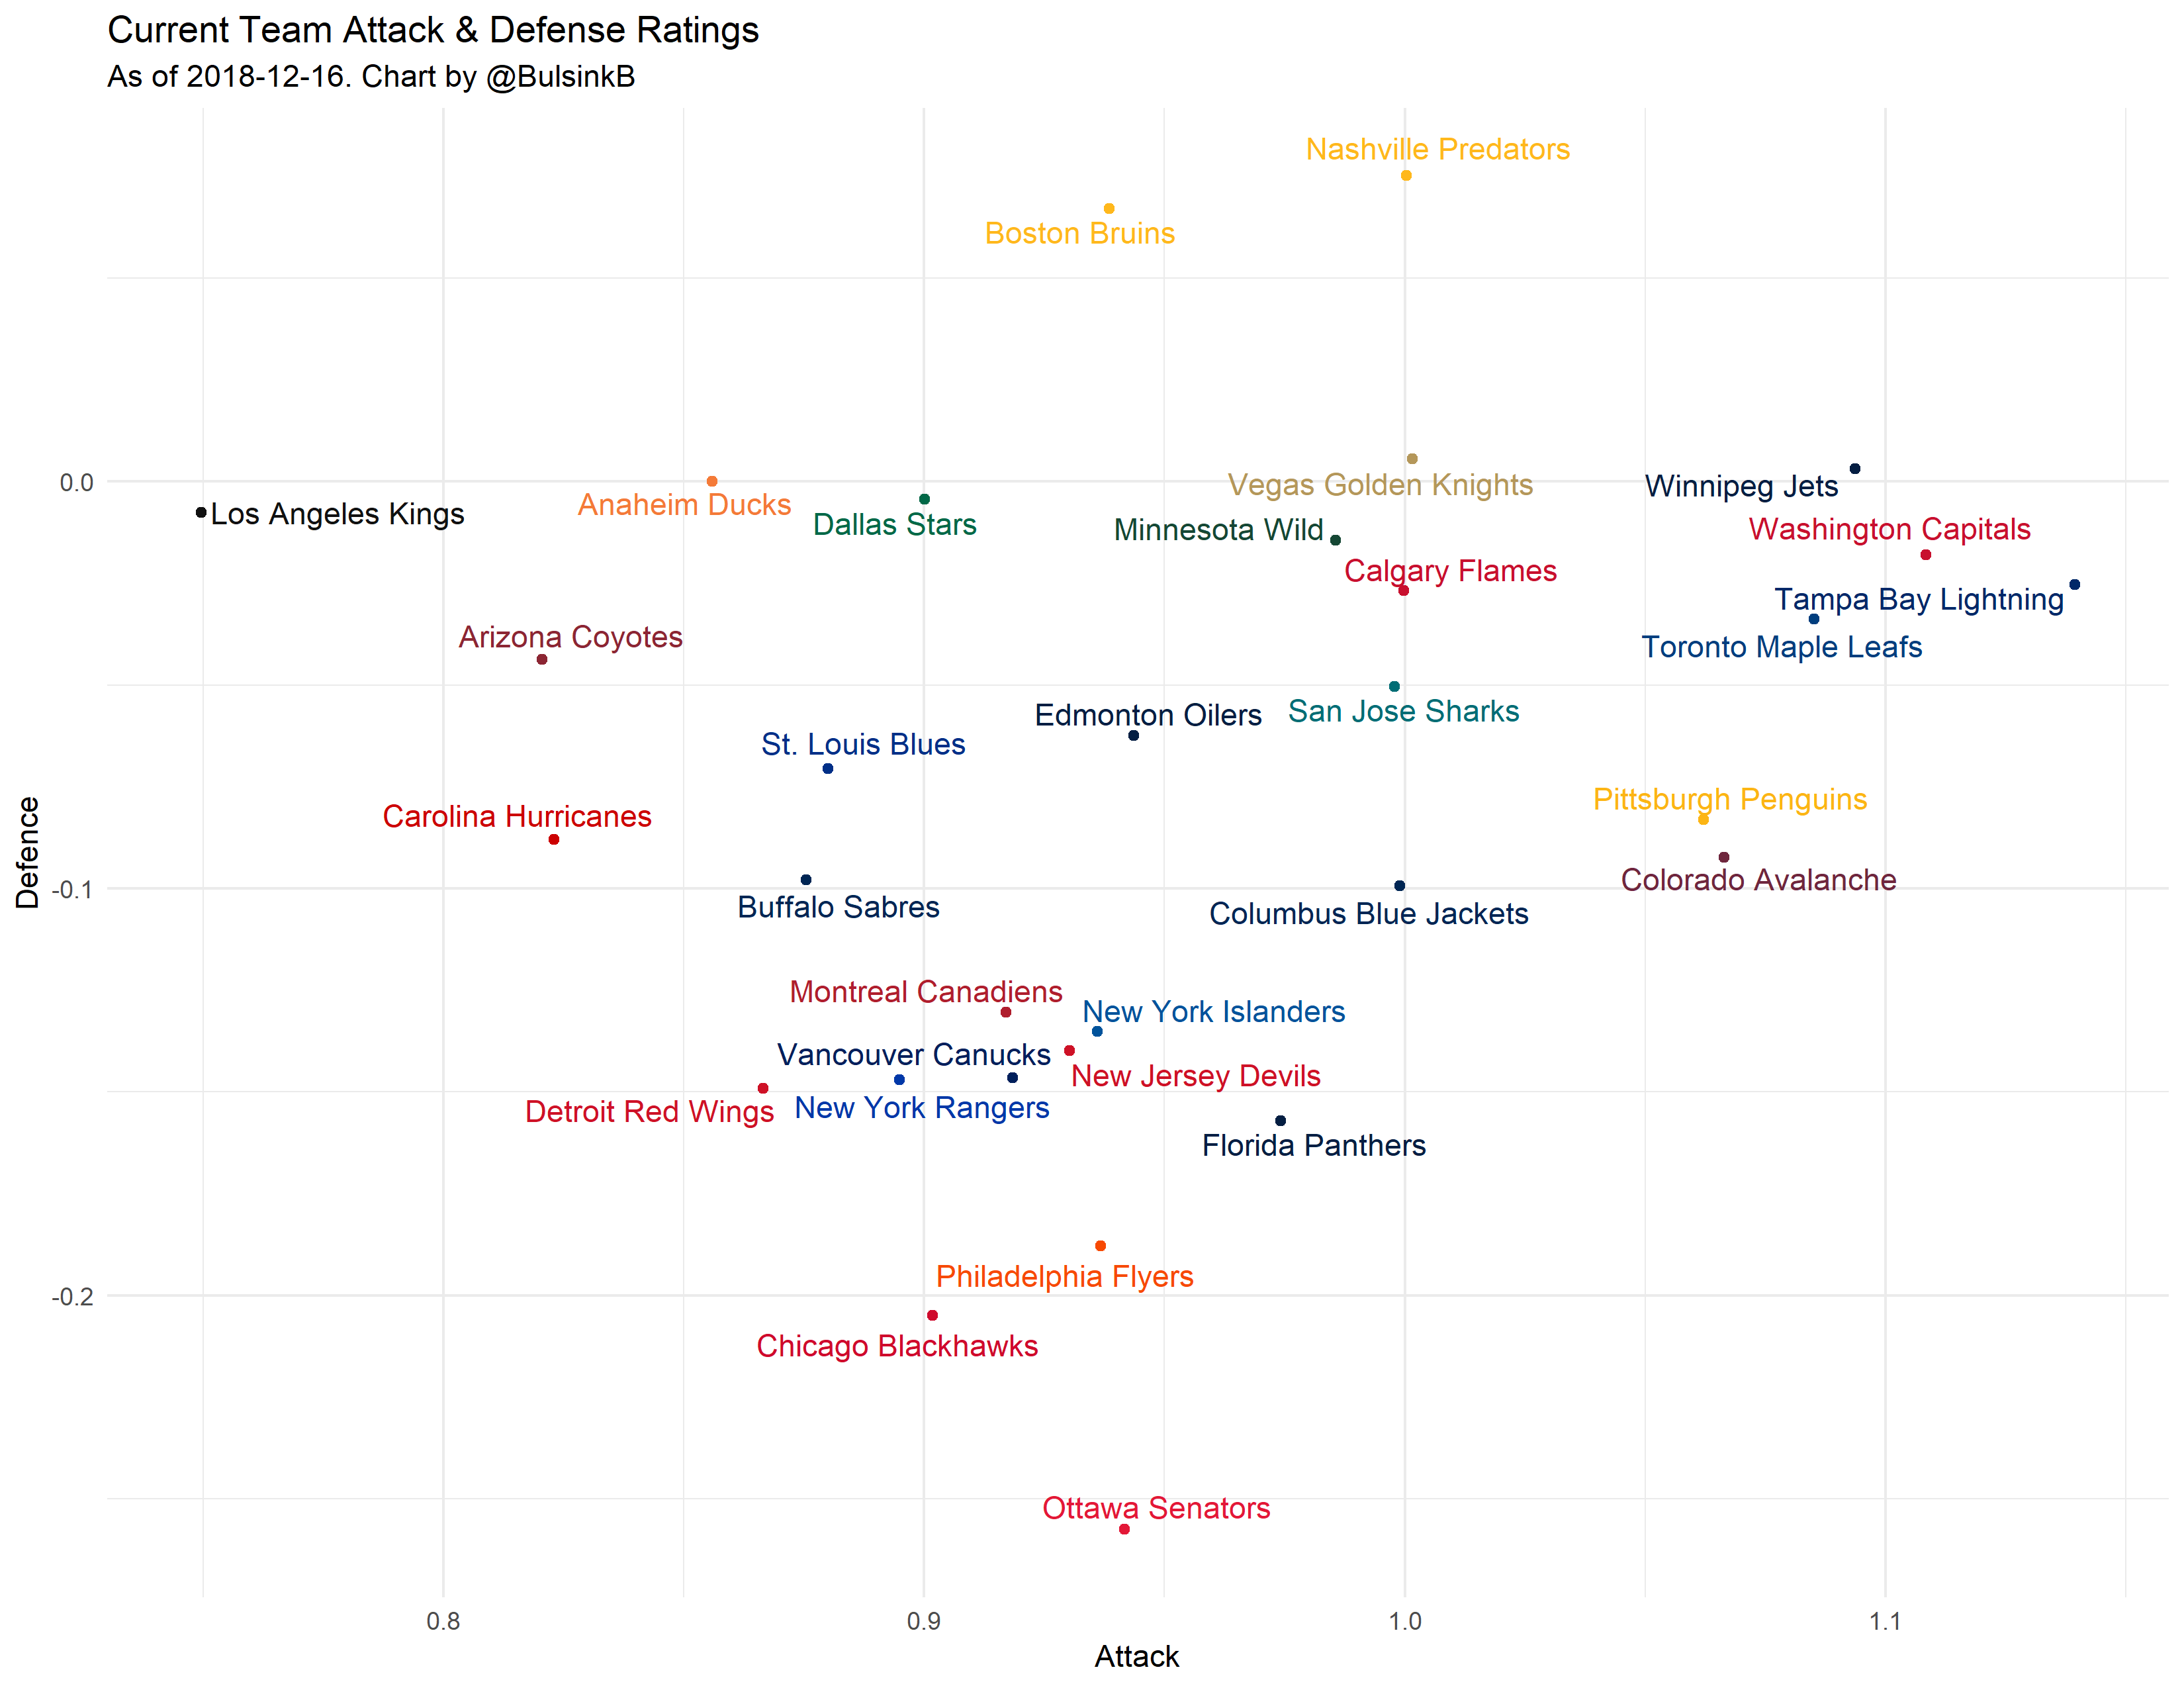 Current Team Attack & Defense Ratings
As of 2018-12-16. Chart by @BulsinkB
Nashville Predators
Boston Bruins
0.0
Vegas Golden Knights
Winnipeg Jets
Los Angeles Kings
Anaheim Ducks
Dallas Stars
Minnesota Wild
Washington Capitals
Calgary Flames
Tampa Bay Lightning
Arizona Coyotes
Toronto Maple Leafs
Edmonton Oilers
San Jose Sharks
St. Louis Blues
Pittsburgh Penguins
Carolina Hurricanes
Defence
-0.1
Colorado Avalanche
Buffalo Sabres
Columbus Blue Jackets
Montreal Canadiens
New York Islanders
Vancouver Canucks
New Jersey Devils
Detroit Red Wings
New York Rangers
Florida Panthers
Philadelphia Flyers
-0.2
Chicago Blackhawks
Ottawa Senators
0.8
0.9
1.0
1.1
Attack